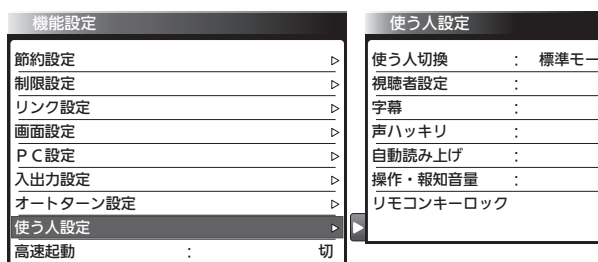 機能設定
節約設定
制限設定
リンク設定
画面設定
ＰＣ設定
入出力設定
オートターン設定
使う人設定
高速起動 : 切
使う人設定
使う人切換 : 標準モー
視聴者設定 :
字幕 :
声ハッキリ :
自動読み上げ :
操作・報知音量 :
リモコンキーロック